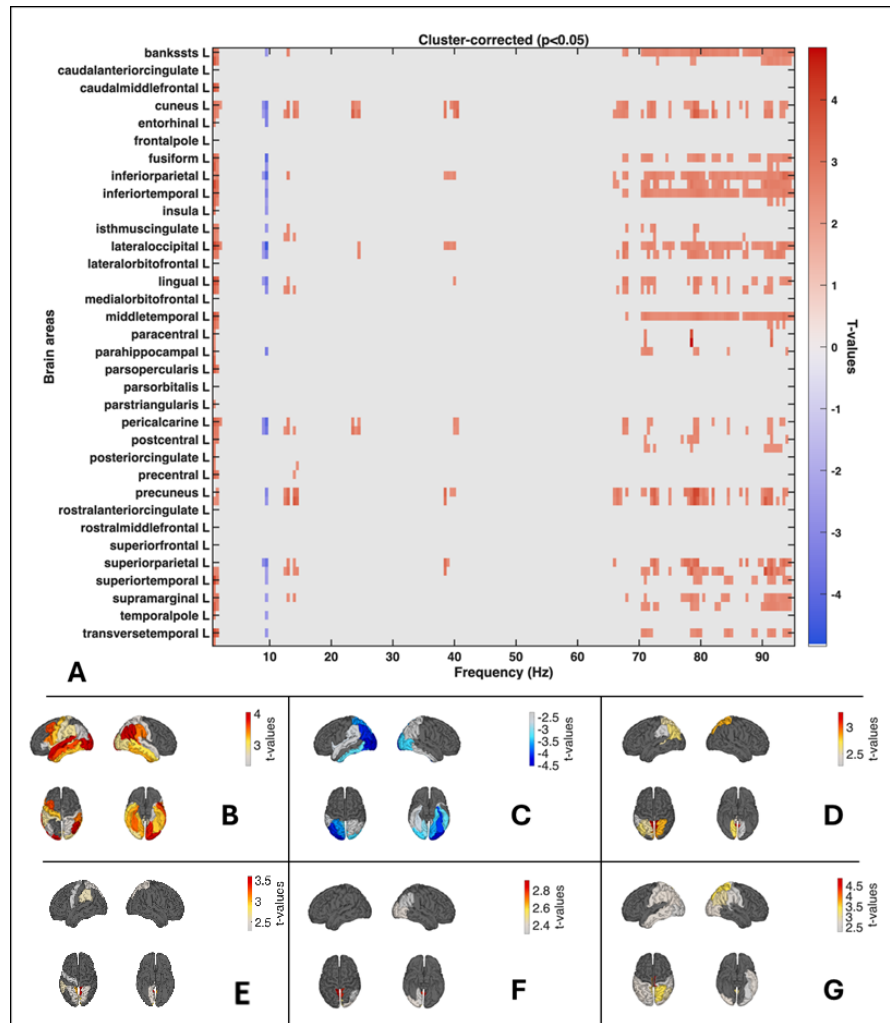 Cluster-corrected (p<0.05)
bankssts L
caudalanteriorcingulate L
caudalmiddlefrontal L
cuneus L
entorhinal L
frontalpole L
fusiform L
inferiorparietal L
inferiortemporal L
insula L
isthmuscingulate L
lateraloccipital L
lateralorbitofrontal L
lingual L
medialorbitofrontal L
middletemporal L
paracentral L
parahippocampal L
parsopercularis L
parsorbitalis L
parstriangularis L
pericalcarine L
postcentral L
posteriorcingulate L
precentral L
precuneus L
rostralanteriorcingulate L
rostralmiddlefrontal L
superiorfrontal L
superiorparietal L
superiortemporal L
supramarginal L
temporalpole L
transversetemporal L
Brain areas
10 20 30 40 50 60 70 80 90
Frequency (Hz)
4
3
2
1
0
-1
-2
-3
-4
T-values
A
4
3
t-values
B
-2.5
-3
-3.5
-4
-4.5
t-values
C
3
2.5
t-values
D
3.5
3
2.5
t-values
E
2.8
2.6
2.4
t-values
F
4.5
4
3.5
3
2.5
t-values
G